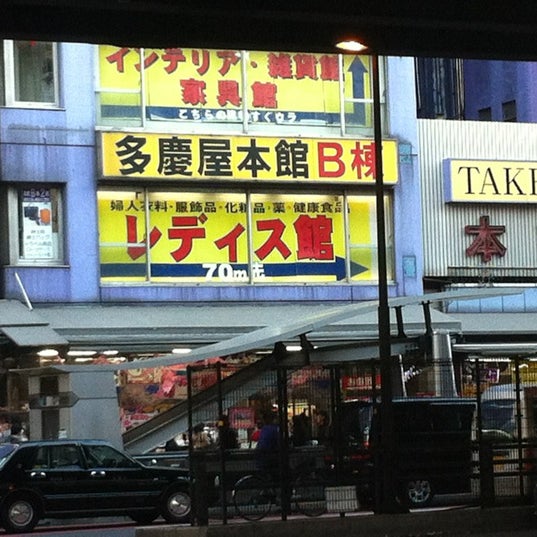 インテリア・雑貨館
家具館
多慶屋本館B棟
TAKE
婦人衣料・服飾品・化粧品・薬・健康食品
本
レディス館
70m先